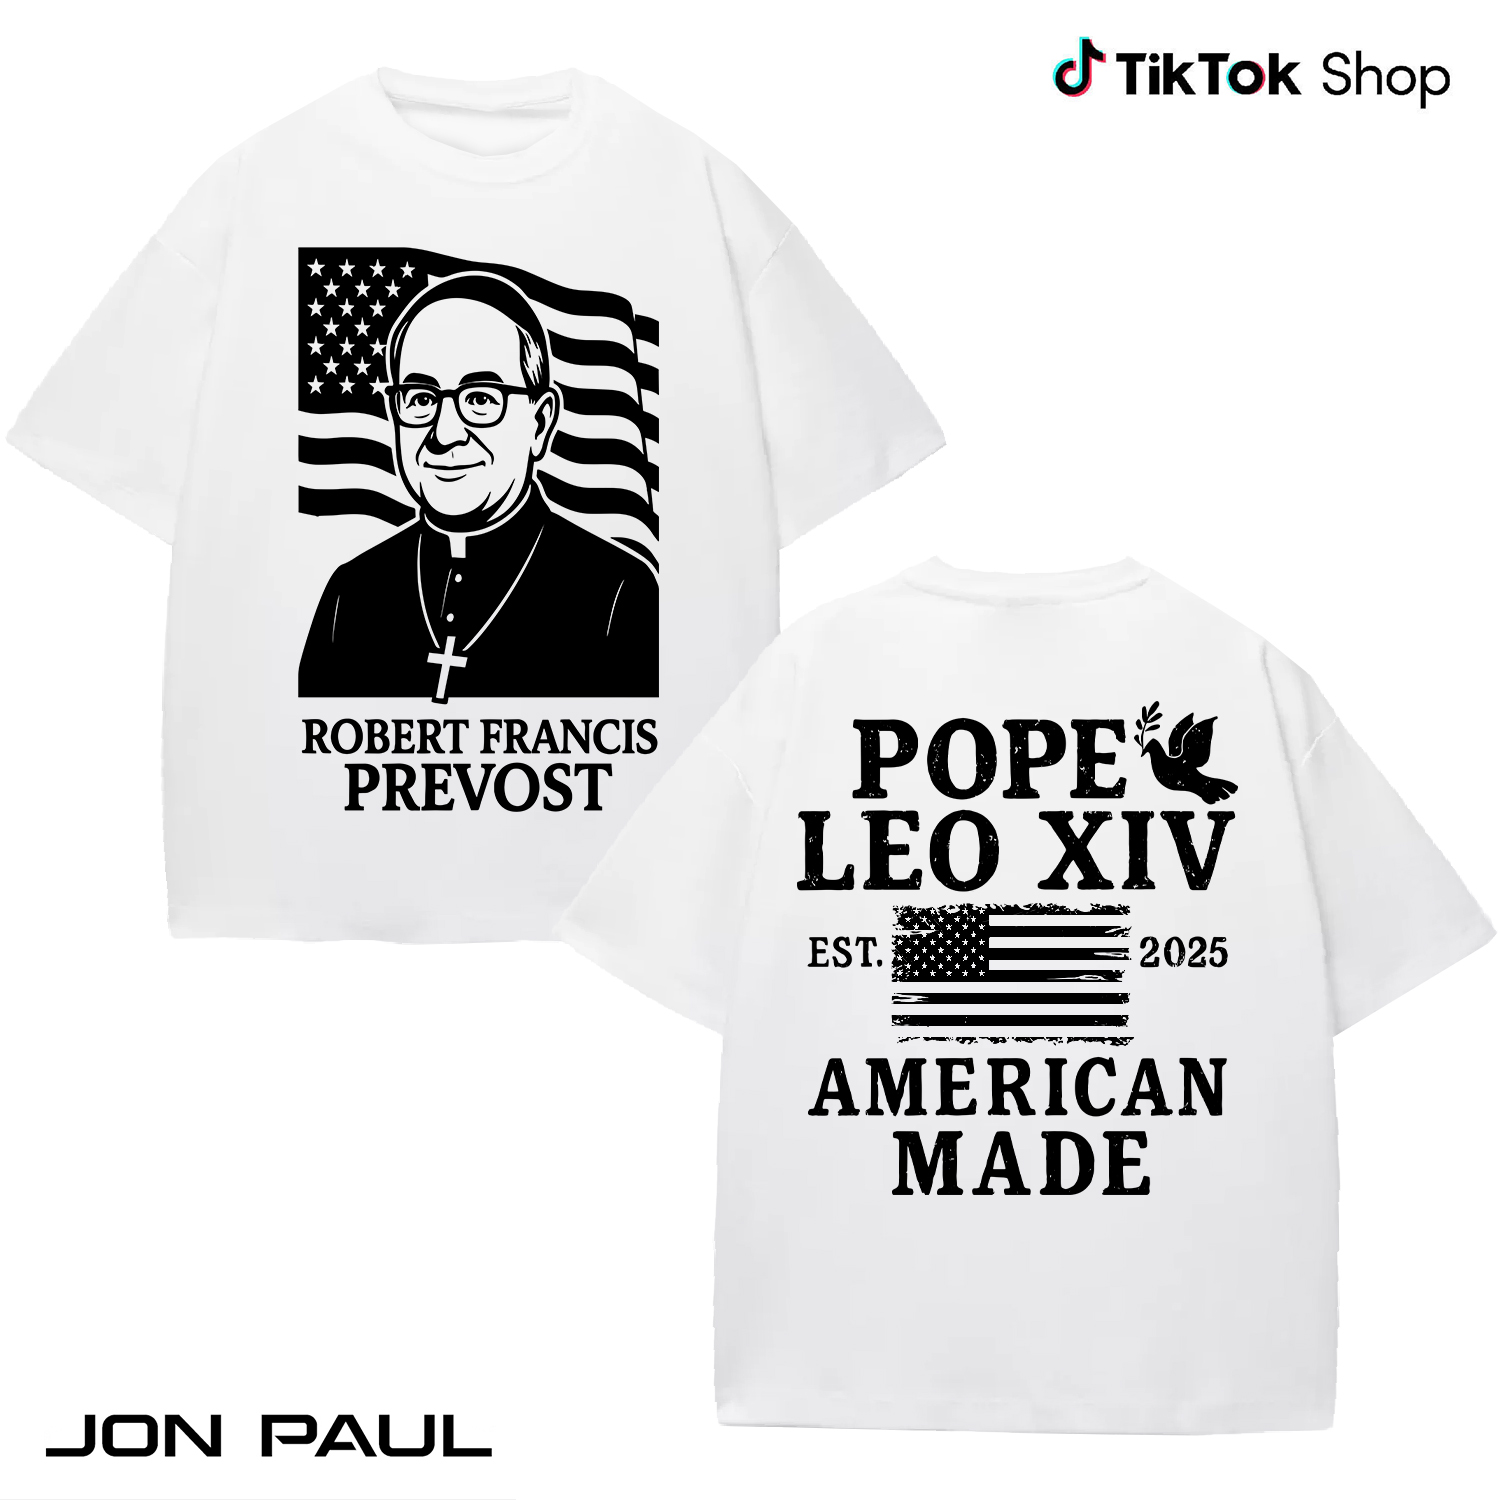 TikTok Shop
ROBERT FRANCIS
PREVOST
POPE
LEO XIV
EST. 2025
AMERICAN
MADE
JON PAUL